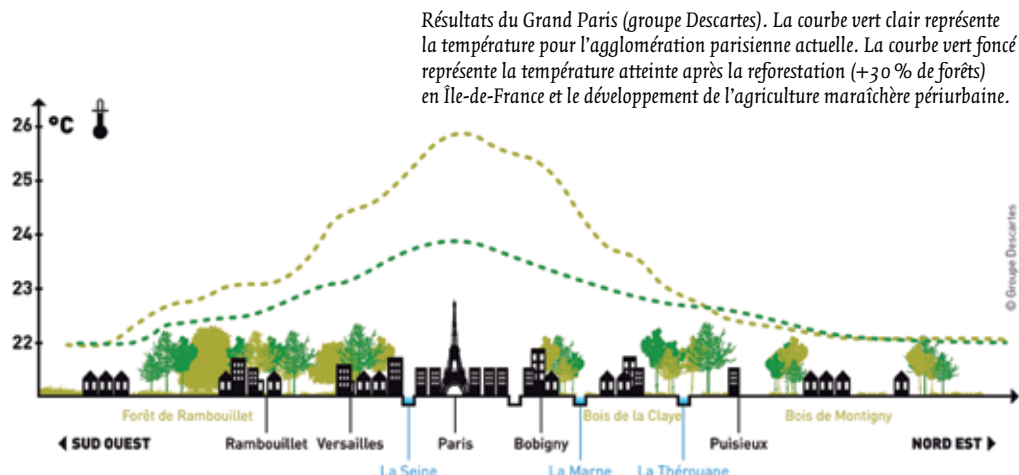 Résultats du Grand Paris (groupe Descartes). La courbe vert clair représente
la température pour l’agglomération parisienne actuelle. La courbe vert foncé
représente la température atteinte après la reforestation (+30 % de forêts)
en Île-de-France et le développement de l’agriculture maraîchère périurbaine.
26 °C
25
24
23
22
© Groupe Descartes
Forêt de Rambouillet Bois de la Claye Bois de Montigny
SUD OUEST Rambouillet Versailles Paris Bobigny Puisieux NORD EST
La Seine La Marne La Thérouane